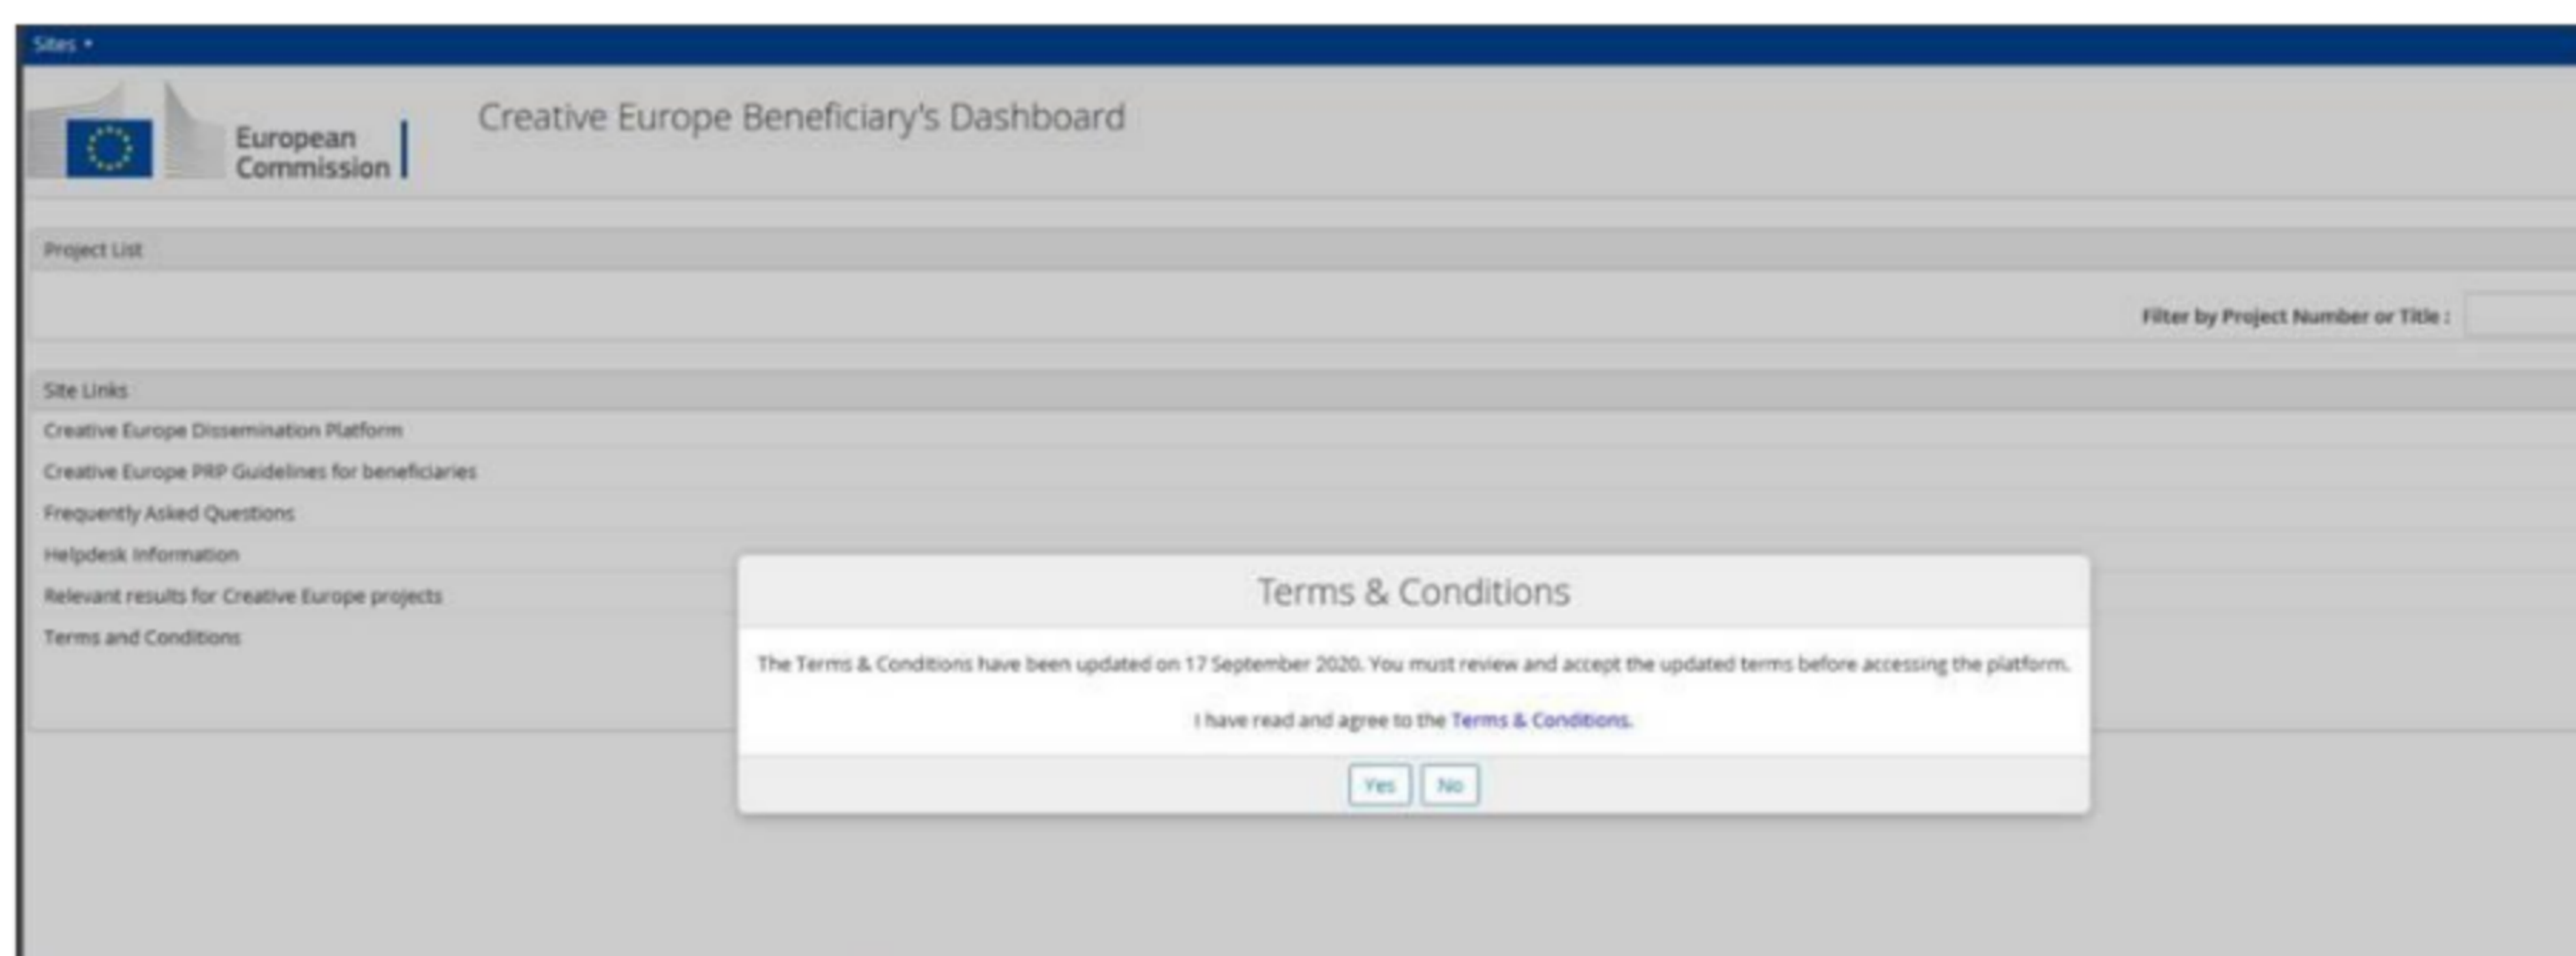 Sites
European
Commission
Creative Europe Beneficiary's Dashboard
Project List
Filter by Project Number or Title :
Site Links
Creative Europe Dissemination Platform
Creative Europe PRP Guidelines for beneficiaries
Frequently Asked Questions
Helpdesk Information
Relevant results for Creative Europe projects
Terms and Conditions
Terms & Conditions
The Terms & Conditions have been updated on 17 September 2020. You must review and accept the updated terms before accessing the platform.
I have read and agree to the Terms & Conditions.
Yes No